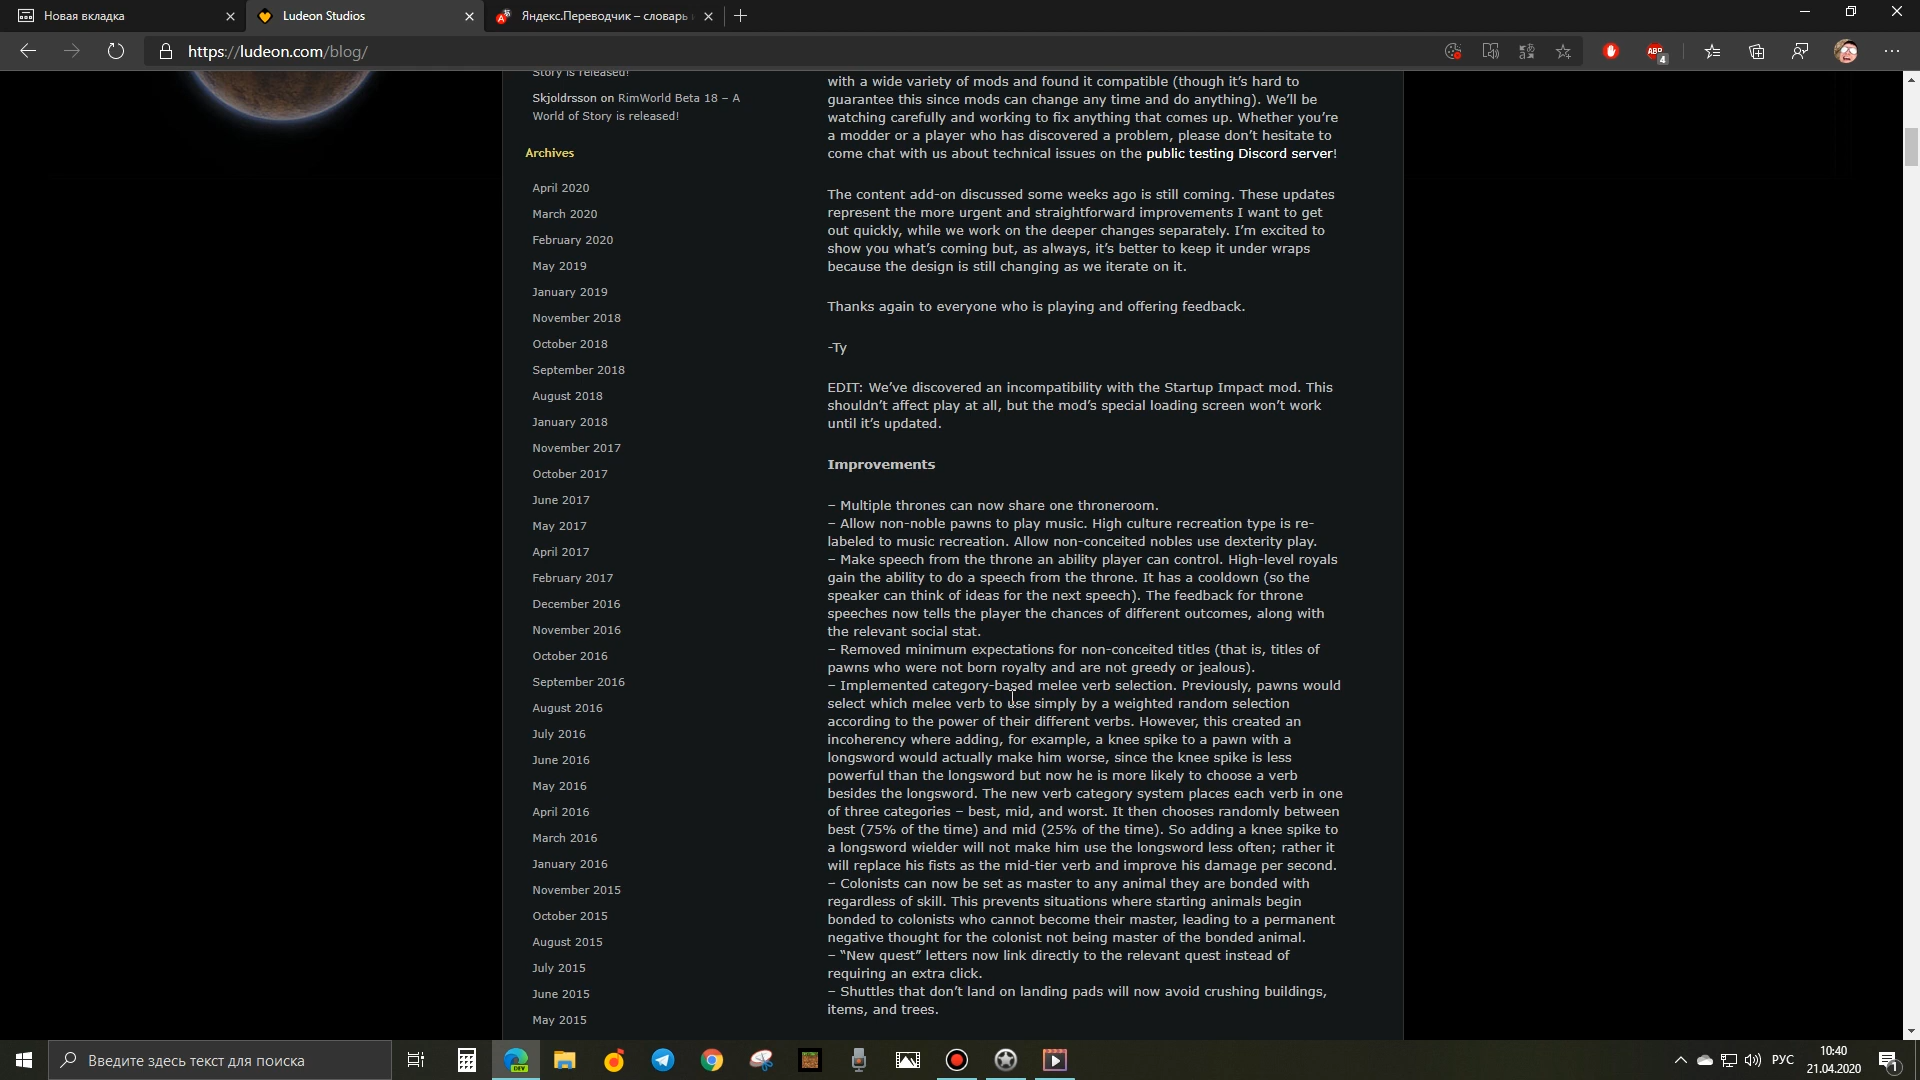 Новая вкладка
Ludeon Studios
Яндекс.Переводчик – словарь
https://ludeon.com/blog/
ABP
4
Story is released!
Skjoldrsson on RimWorld Beta 18 – A
World of Story is released!
Archives
April 2020
March 2020
February 2020
May 2019
January 2019
November 2018
October 2018
September 2018
August 2018
January 2018
November 2017
October 2017
June 2017
May 2017
April 2017
February 2017
December 2016
November 2016
October 2016
September 2016
August 2016
July 2016
June 2016
May 2016
April 2016
March 2016
January 2016
November 2015
October 2015
August 2015
July 2015
June 2015
May 2015
with a wide variety of mods and found it compatible (though it's hard to
guarantee this since mods can change any time and do anything). We'll be
watching carefully and working to fix anything that comes up. Whether you're
a modder or a player who has discovered a problem, please don't hesitate to
come chat with us about technical issues on the public testing Discord server!
The content add-on discussed some weeks ago is still coming. These updates
represent the more urgent and straightforward improvements I want to get
out quickly, while we work on the deeper changes separately. I'm excited to
show you what's coming but, as always, it's better to keep it under wraps
because the design is still changing as we iterate on it.
Thanks again to everyone who is playing and offering feedback.
-Ty
EDIT: We've discovered an incompatibility with the Startup Impact mod. This
shouldn't affect play at all, but the mod's special loading screen won't work
until it's updated.
Improvements
– Multiple thrones can now share one throneroom.
– Allow non-noble pawns to play music. High culture recreation type is re-
labeled to music recreation. Allow non-conceited nobles use dexterity play.
– Make speech from the throne an ability player can control. High-level royals
gain the ability to do a speech from the throne. It has a cooldown (so the
speaker can think of ideas for the next speech). The feedback for throne
speeches now tells the player the chances of different outcomes, along with
the relevant social stat.
– Removed minimum expectations for non-conceited titles (that is, titles of
pawns who were not born royalty and are not greedy or jealous).
– Implemented category-based melee verb selection. Previously, pawns would
select which melee verb to use simply by a weighted random selection
according to the power of their different verbs. However, this created an
incoherency where adding, for example, a knee spike to a pawn with a
longsword would actually make him worse, since the knee spike is less
powerful than the longsword but now he is more likely to choose a verb
besides the longsword. The new verb category system places each verb in one
of three categories – best, mid, and worst. It then chooses randomly between
best (75% of the time) and mid (25% of the time). So adding a knee spike to
a longsword wielder will not make him use the longsword less often; rather it
will replace his fists as the mid-tier verb and improve his damage per second.
– Colonists can now be set as master to any animal they are bonded with
regardless of skill. This prevents situations where starting animals begin
bonded to colonists who cannot become their master, leading to a permanent
negative thought for the colonist not being master of the bonded animal.
– "New quest" letters now link directly to the relevant quest instead of
requiring an extra click.
– Shuttles that don't land on landing pads will now avoid crushing buildings,
items, and trees.
Введите здесь текст для поиска
DEV
РУС
10:40
21.04.2020
1